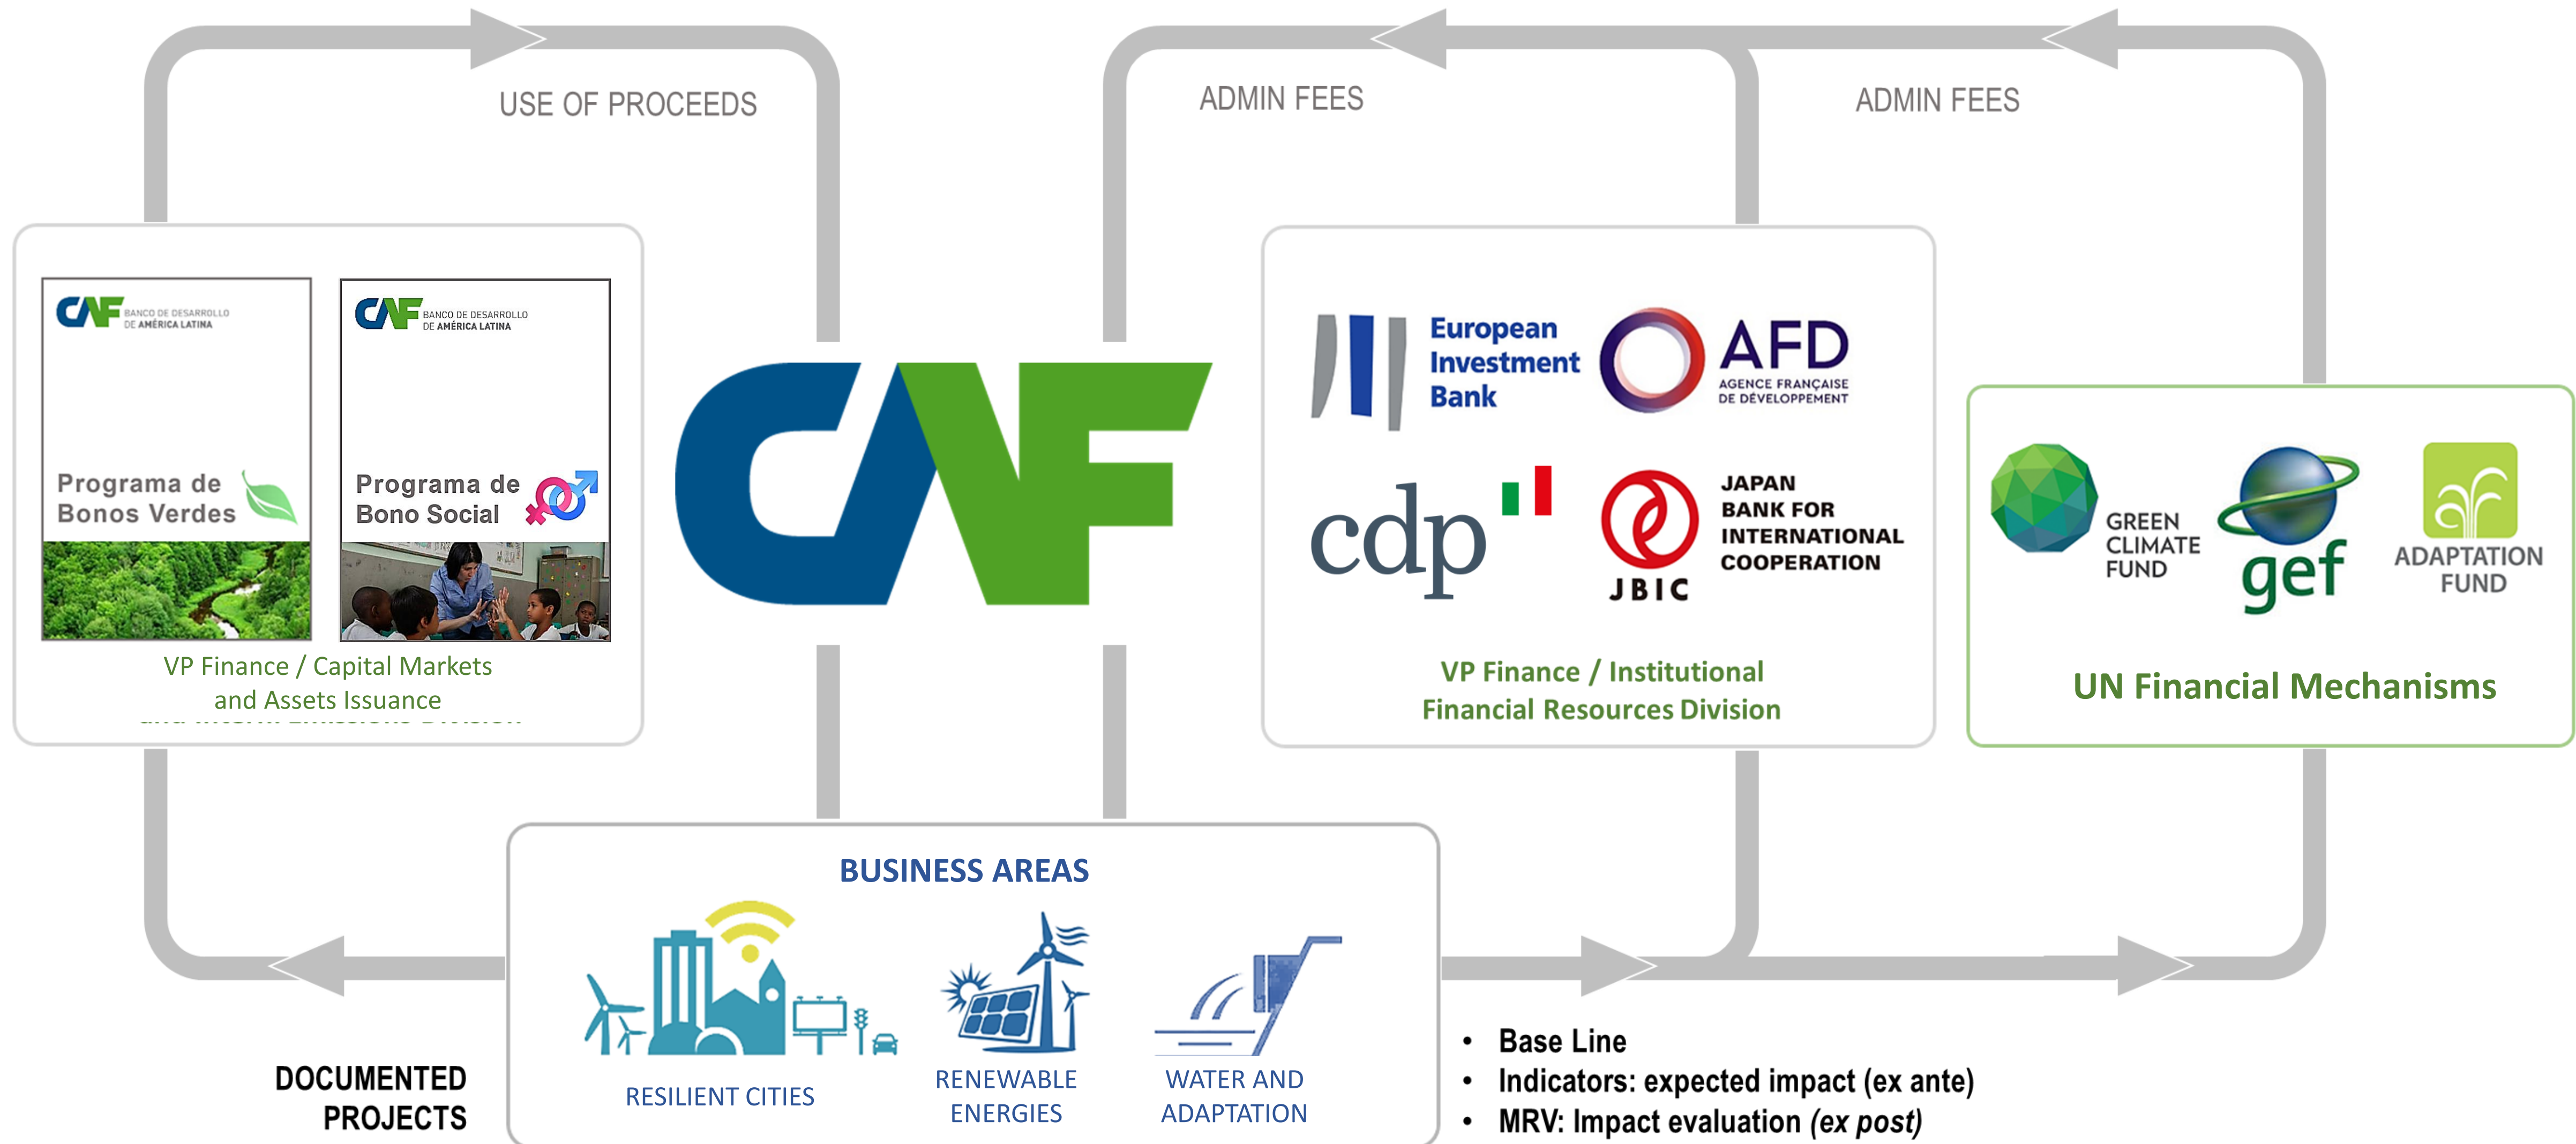 USE OF PROCEEDS
ADMIN FEES
ADMIN FEES
CAF BANCO DE DESARROLLO
DE AMÉRICA LATINA
Programa de
Bonos Verdes
CAF BANCO DE DESARROLLO
DE AMÉRICA LATINA
Programa de
Bono Social
VP Finance / Capital Markets
and Assets Issuance
CAF
European
Investment
Bank
AFD
AGENCE FRANÇAISE
DE DÉVELOPPEMENT
cdp
JBIC
JAPAN
BANK FOR
INTERNATIONAL
COOPERATION
VP Finance / Institutional
Financial Resources Division
GREEN
CLIMATE
FUND
gef
ADAPTATION
FUND
UN Financial Mechanisms
BUSINESS AREAS
RESILIENT CITIES
RENEWABLE
ENERGIES
WATER AND
ADAPTATION
DOCUMENTED
PROJECTS
• Base Line
• Indicators: expected impact (ex ante)
• MRV: Impact evaluation (ex post)